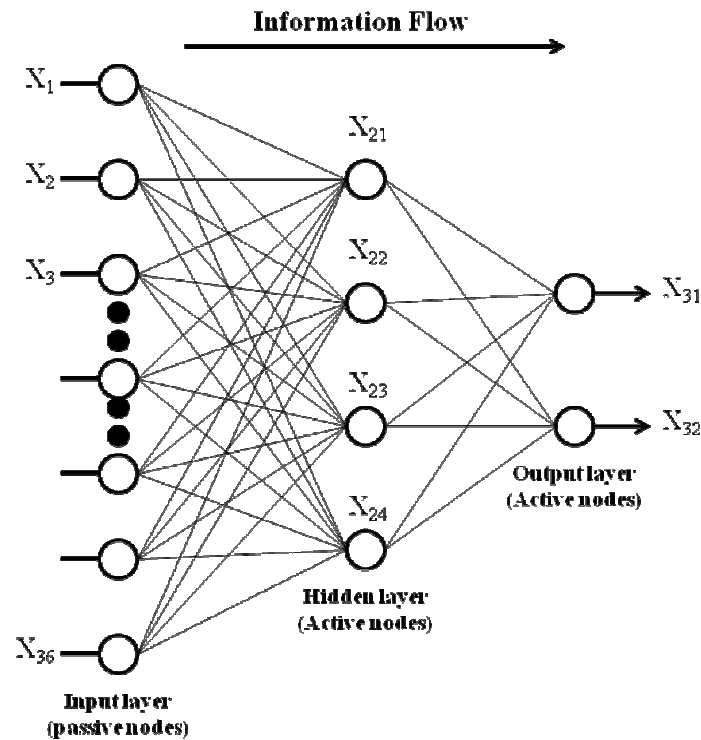 Information Flow
X1
X2
X3
X36
X21
X22
X23
X24
X31
X32
Output layer
(Active nodes)
Hidden layer
(Active nodes)
Input layer
(passive nodes)